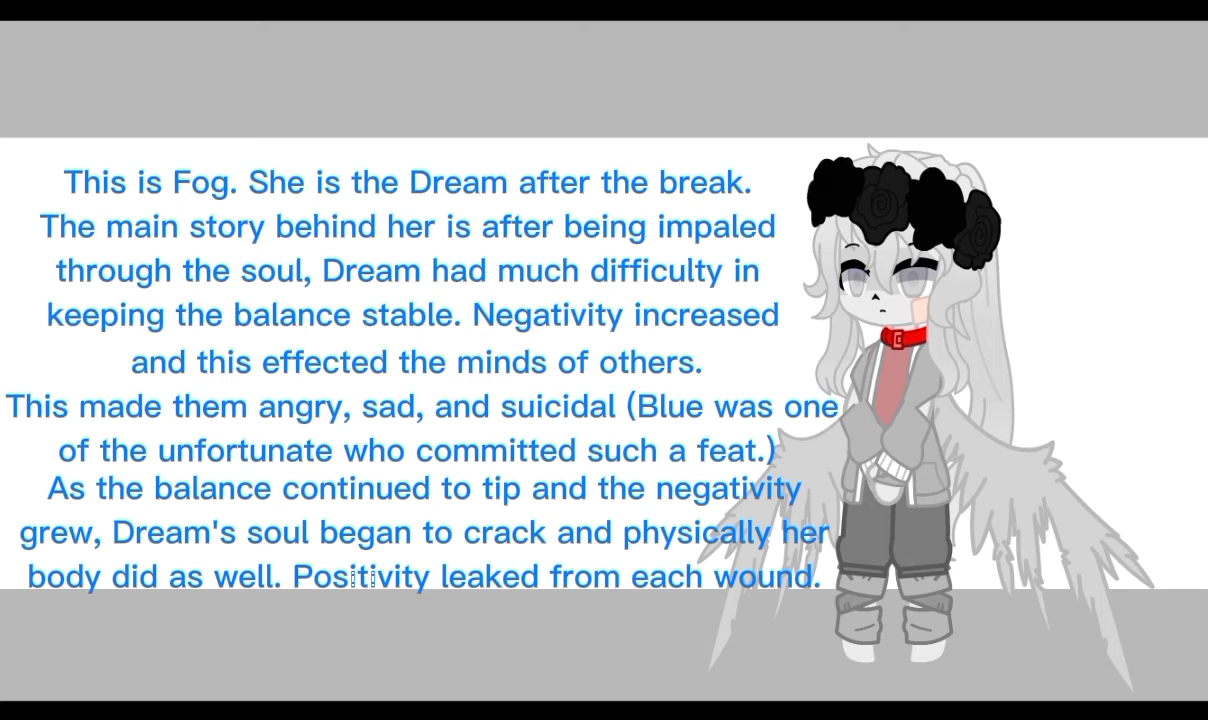 This is Fog. She is the Dream after the break.
The main story behind her is after being impaled
through the soul, Dream had much difficulty in
keeping the balance stable. Negativity increased
and this effected the minds of others.
This made them angry, sad, and suicidal (Blue was one
of the unfortunate who committed such a feat.)
As the balance continued to tip and the negativity
grew, Dream's soul began to crack and physically her
body did as well. Positivity leaked from each wound.